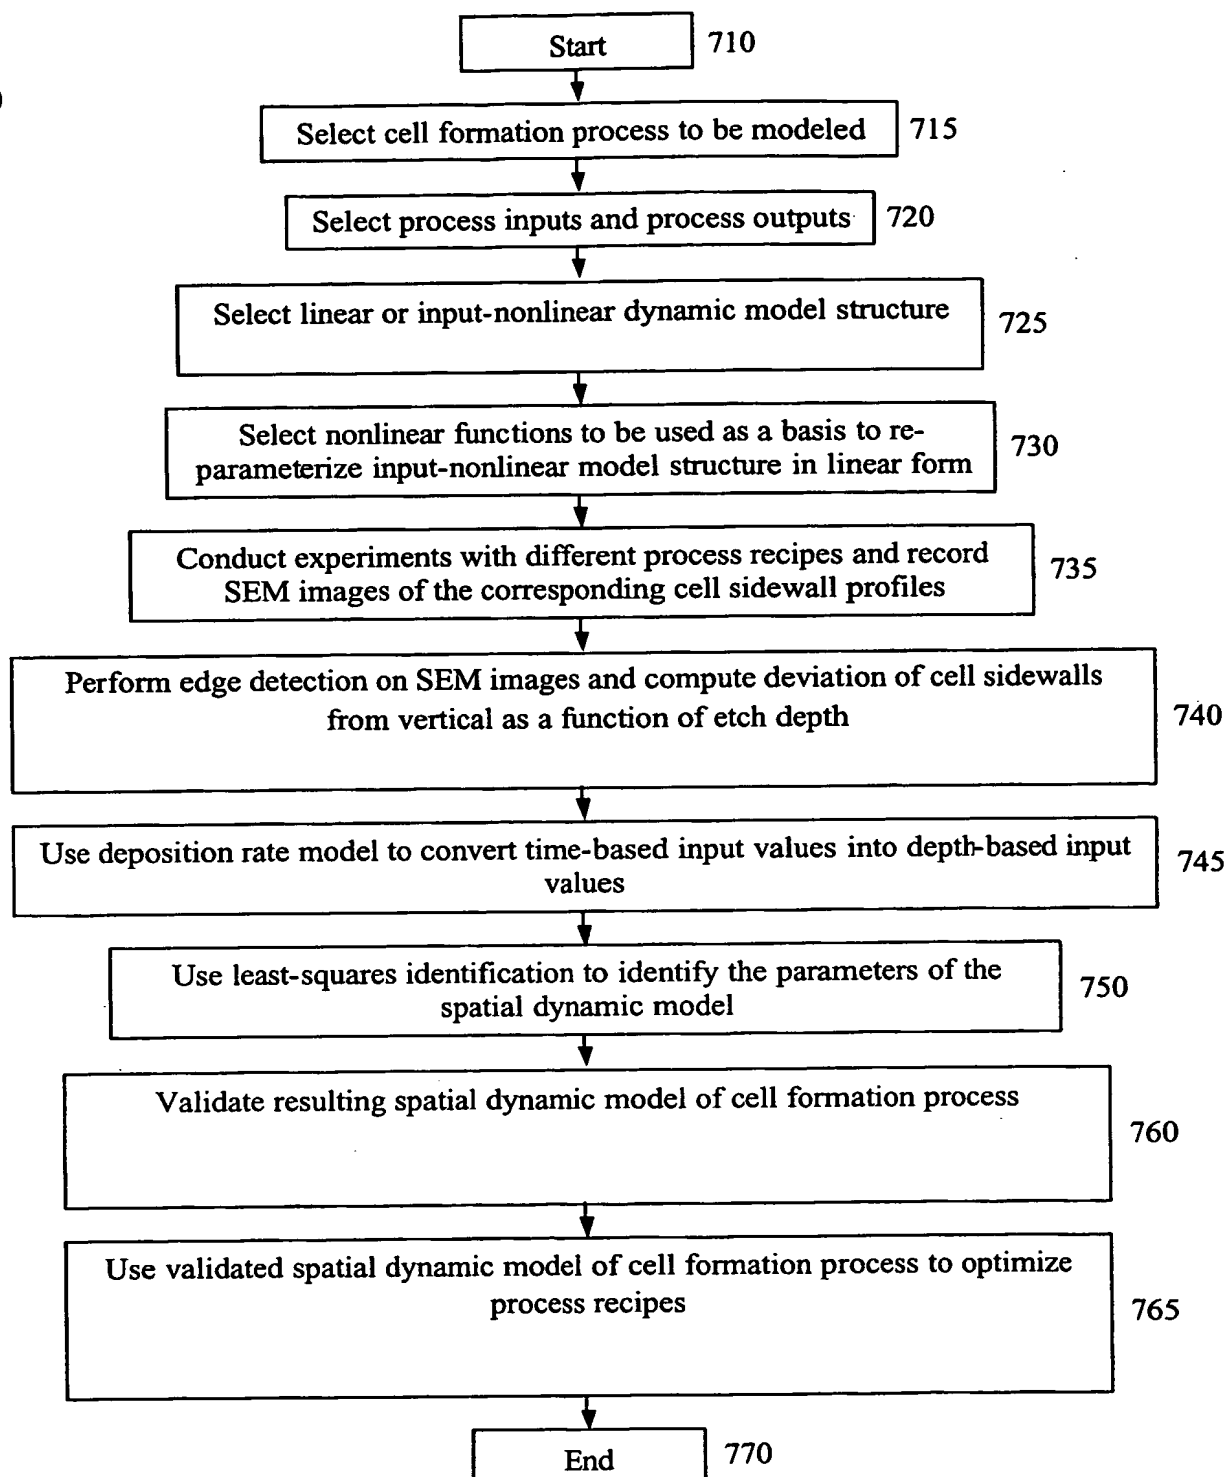 Start 710
Select cell formation process to be modeled 715
Select process inputs and process outputs 720
Select linear or input-nonlinear dynamic model structure
725
Select nonlinear functions to be used as a basis to re-
parameterize input-nonlinear model structure in linear form
730
Conduct experiments with different process recipes and record
SEM images of the corresponding cell sidewall profiles
735
Perform edge detection on SEM images and compute deviation of cell sidewalls
from vertical as a function of etch depth
740
Use deposition rate model to convert time-based input values into depth-based input
values
745
Use least-squares identification to identify the parameters of the
spatial dynamic model
750
Validate resulting spatial dynamic model of cell formation process
760
Use validated spatial dynamic model of cell formation process to optimize
process recipes
765
End 770